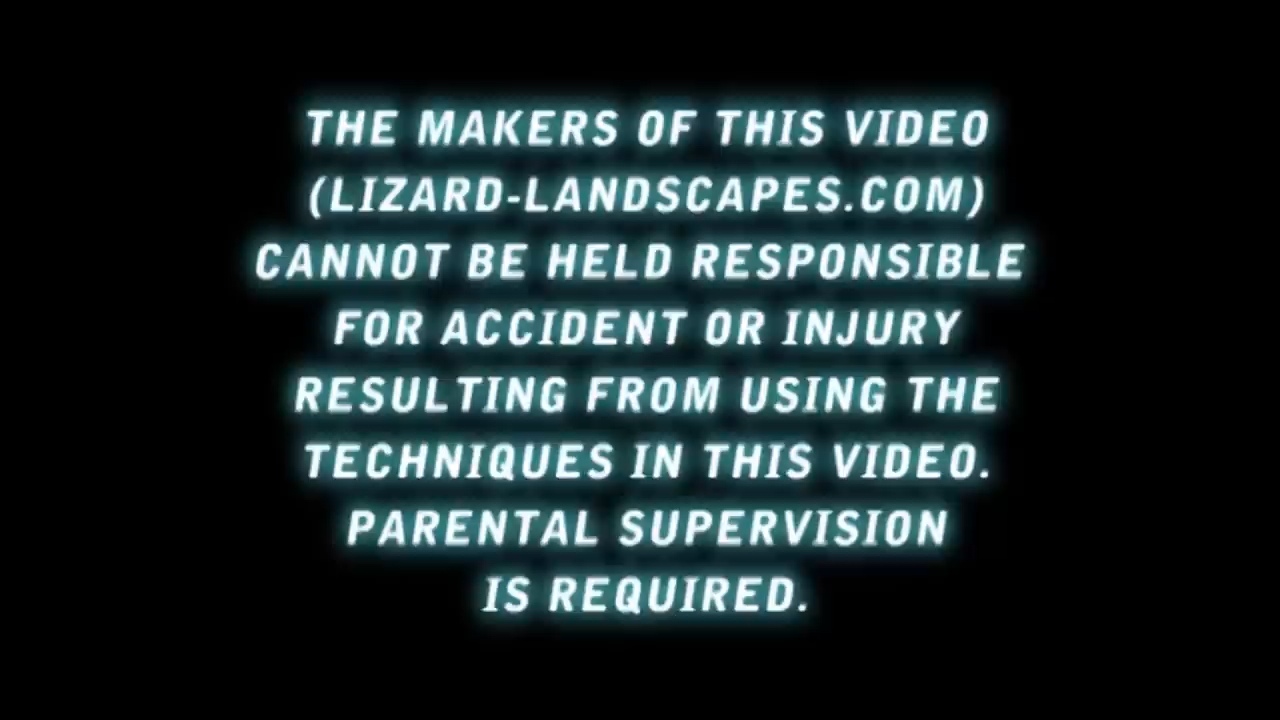 THE MAKERS OF THIS VIDEO
(LIZARD-LANDSCAPES.COM)
CANNOT BE HELD RESPONSIBLE
FOR ACCIDENT OR INJURY
RESULTING FROM USING THE
TECHNIQUES IN THIS VIDEO.
PARENTAL SUPERVISION
IS REQUIRED.